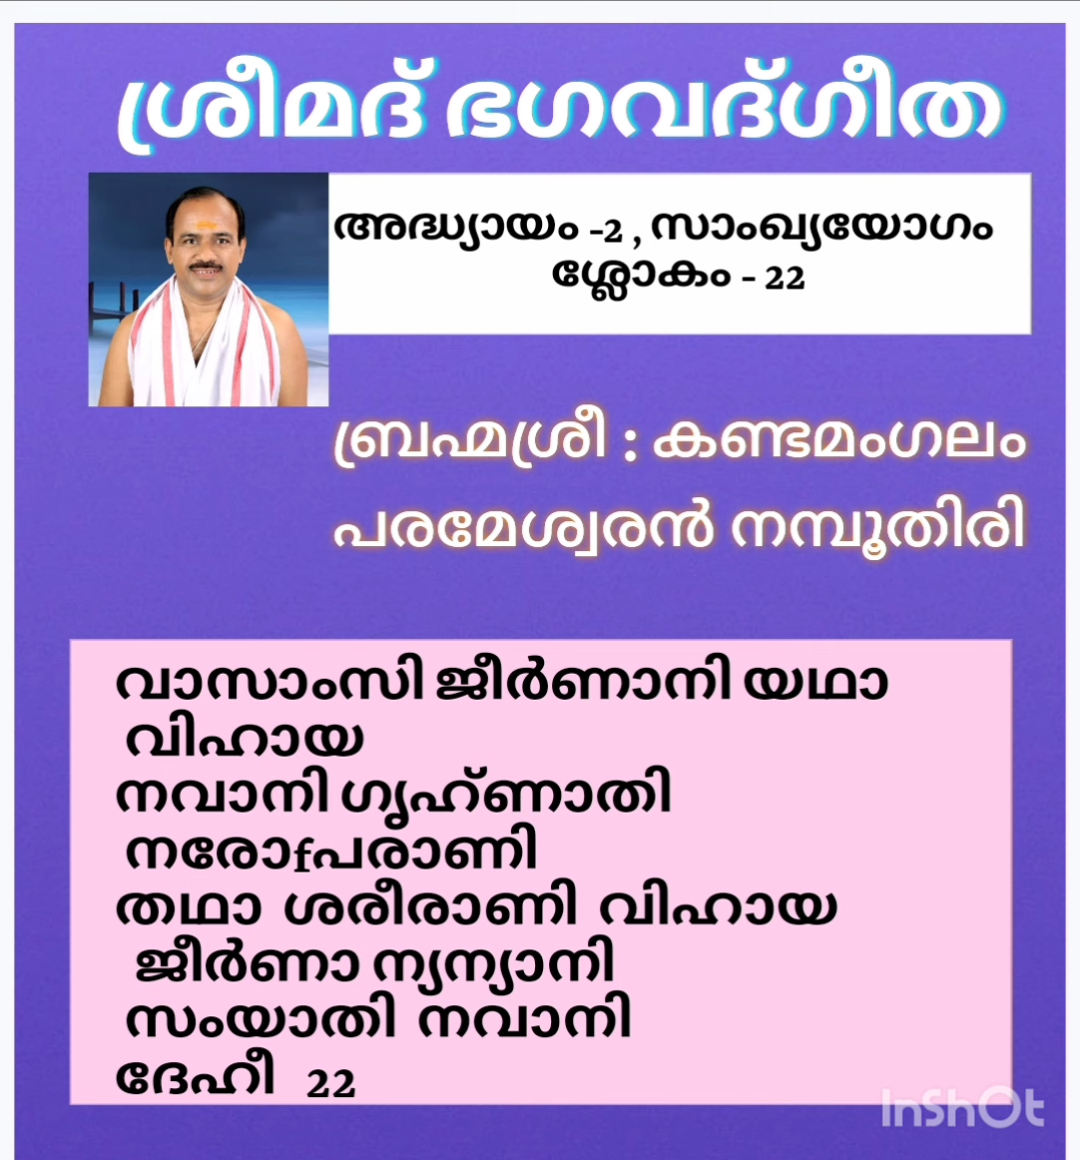 ശ്രീമദ് ഭഗവദ്ഗീത
അദ്ധ്യായം -2 , സാംഖ്യയോഗം
ശ്ലോകം - 22
ബ്രഹ്മശ്രീ : കണ്ടമംഗലം
പരമേശ്വരൻ നമ്പൂതിരി
വാസാംസി ജീർണാനി യഥാ
വിഹായ
നവാനി ഗൃഹ്ണാതി
നരോfപരാണി
തഥാ ശരീരാണി വിഹായ
ജീർണാ ന്യന്യാനി
സംയാതി നവാനി
ദേഹീ 22
InShOt